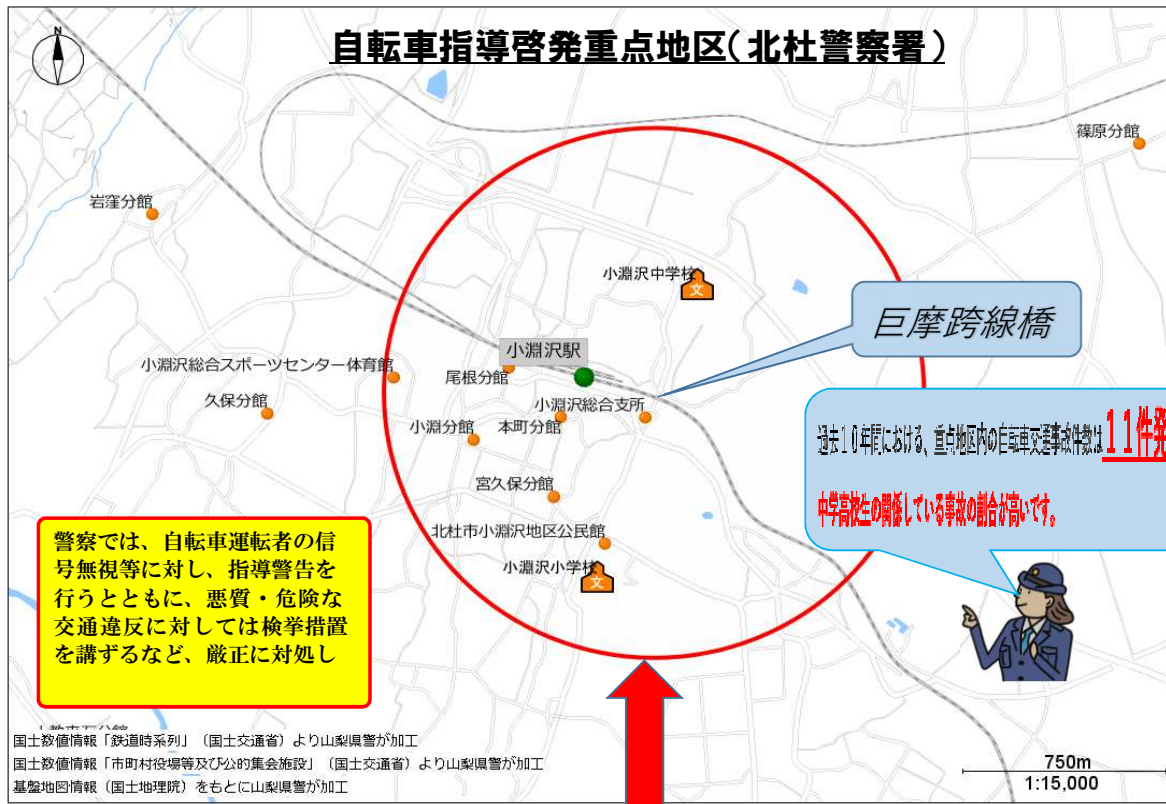 N
自転車指導啓発重点地区(北杜警察署)
篠原分館
岩窪分館
小淵沢中学校
文
巨摩跨線橋
小淵沢駅
小淵沢総合スポーツセンター体育館
尾根分館
久保分館
小淵沢総合支所
小淵分館
本町分館
過去10年間における、重点地区内の自転車交通事故件数は11件発
中学高校生の関係している事故の割合が高いです。
宮久保分館
北杜市小淵沢地区公民館
小淵沢小学校
文
警察では、自転車運転者の信
号無視等に対し、指導警告を
行うとともに、悪質・危険な
交通違反に対しては検挙措置
を講ずるなど、厳正に対処し
国土数値情報「鉄道時系列」(国土交通省)より山梨県警が加工
国土数値情報「市町村役場等及び公的集会施設」(国土交通省)より山梨県警が加工
基盤地図情報(国土地理院)をもとに山梨県警が加工
750m
1:15,000